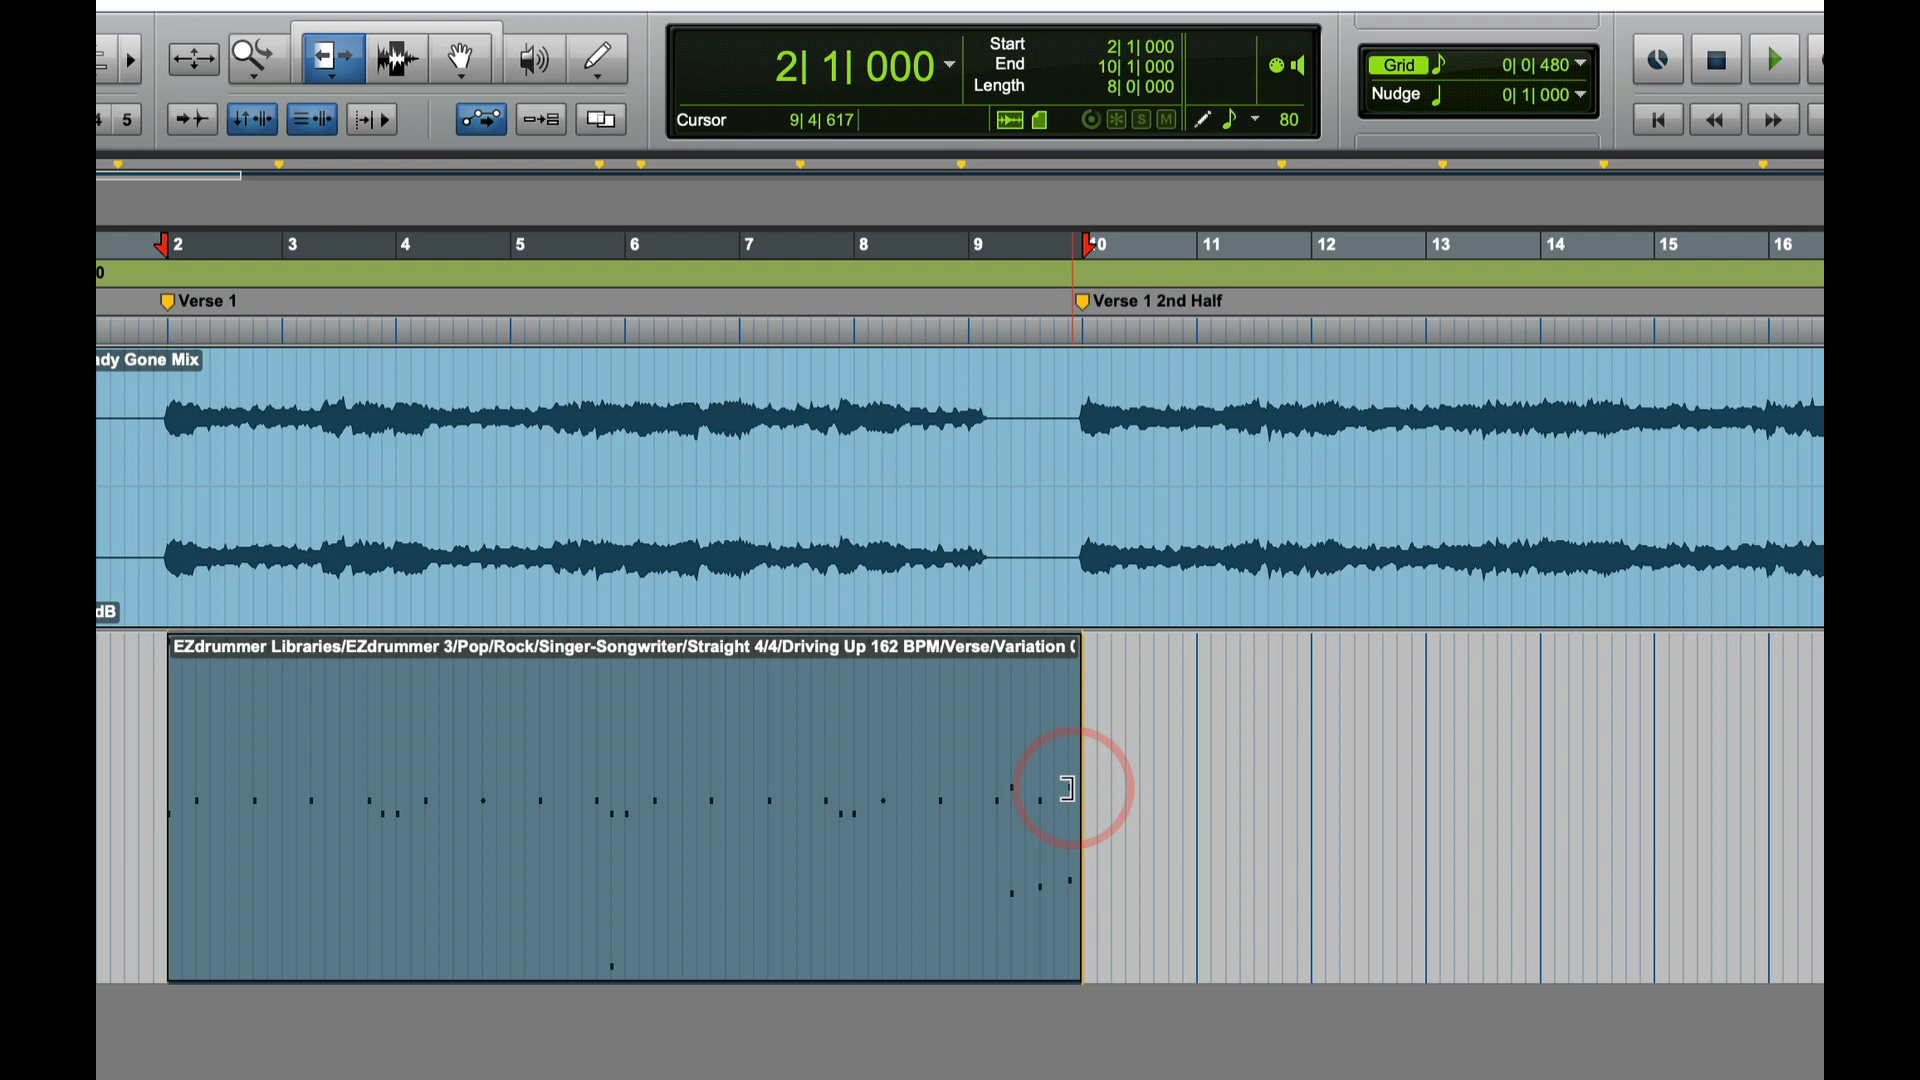 4 5
2| 1| 000
Start 2| 1| 000
End 10| 1| 000
Length 8| 0| 000
Cursor 9| 4| 617
S M
80
Grid 0| 0| 480
Nudge 0| 1| 000
2 3 4 5 6 7 8 9 10 11 12 13 14 15 16
0
Verse 1
Verse 1 2nd Half
ady Gone Mix
dB
EZdrummer Libraries/EZdrummer 3/Pop/Rock/Singer-Songwriter/Straight 4/4/Driving Up 162 BPM/Verse/Variation